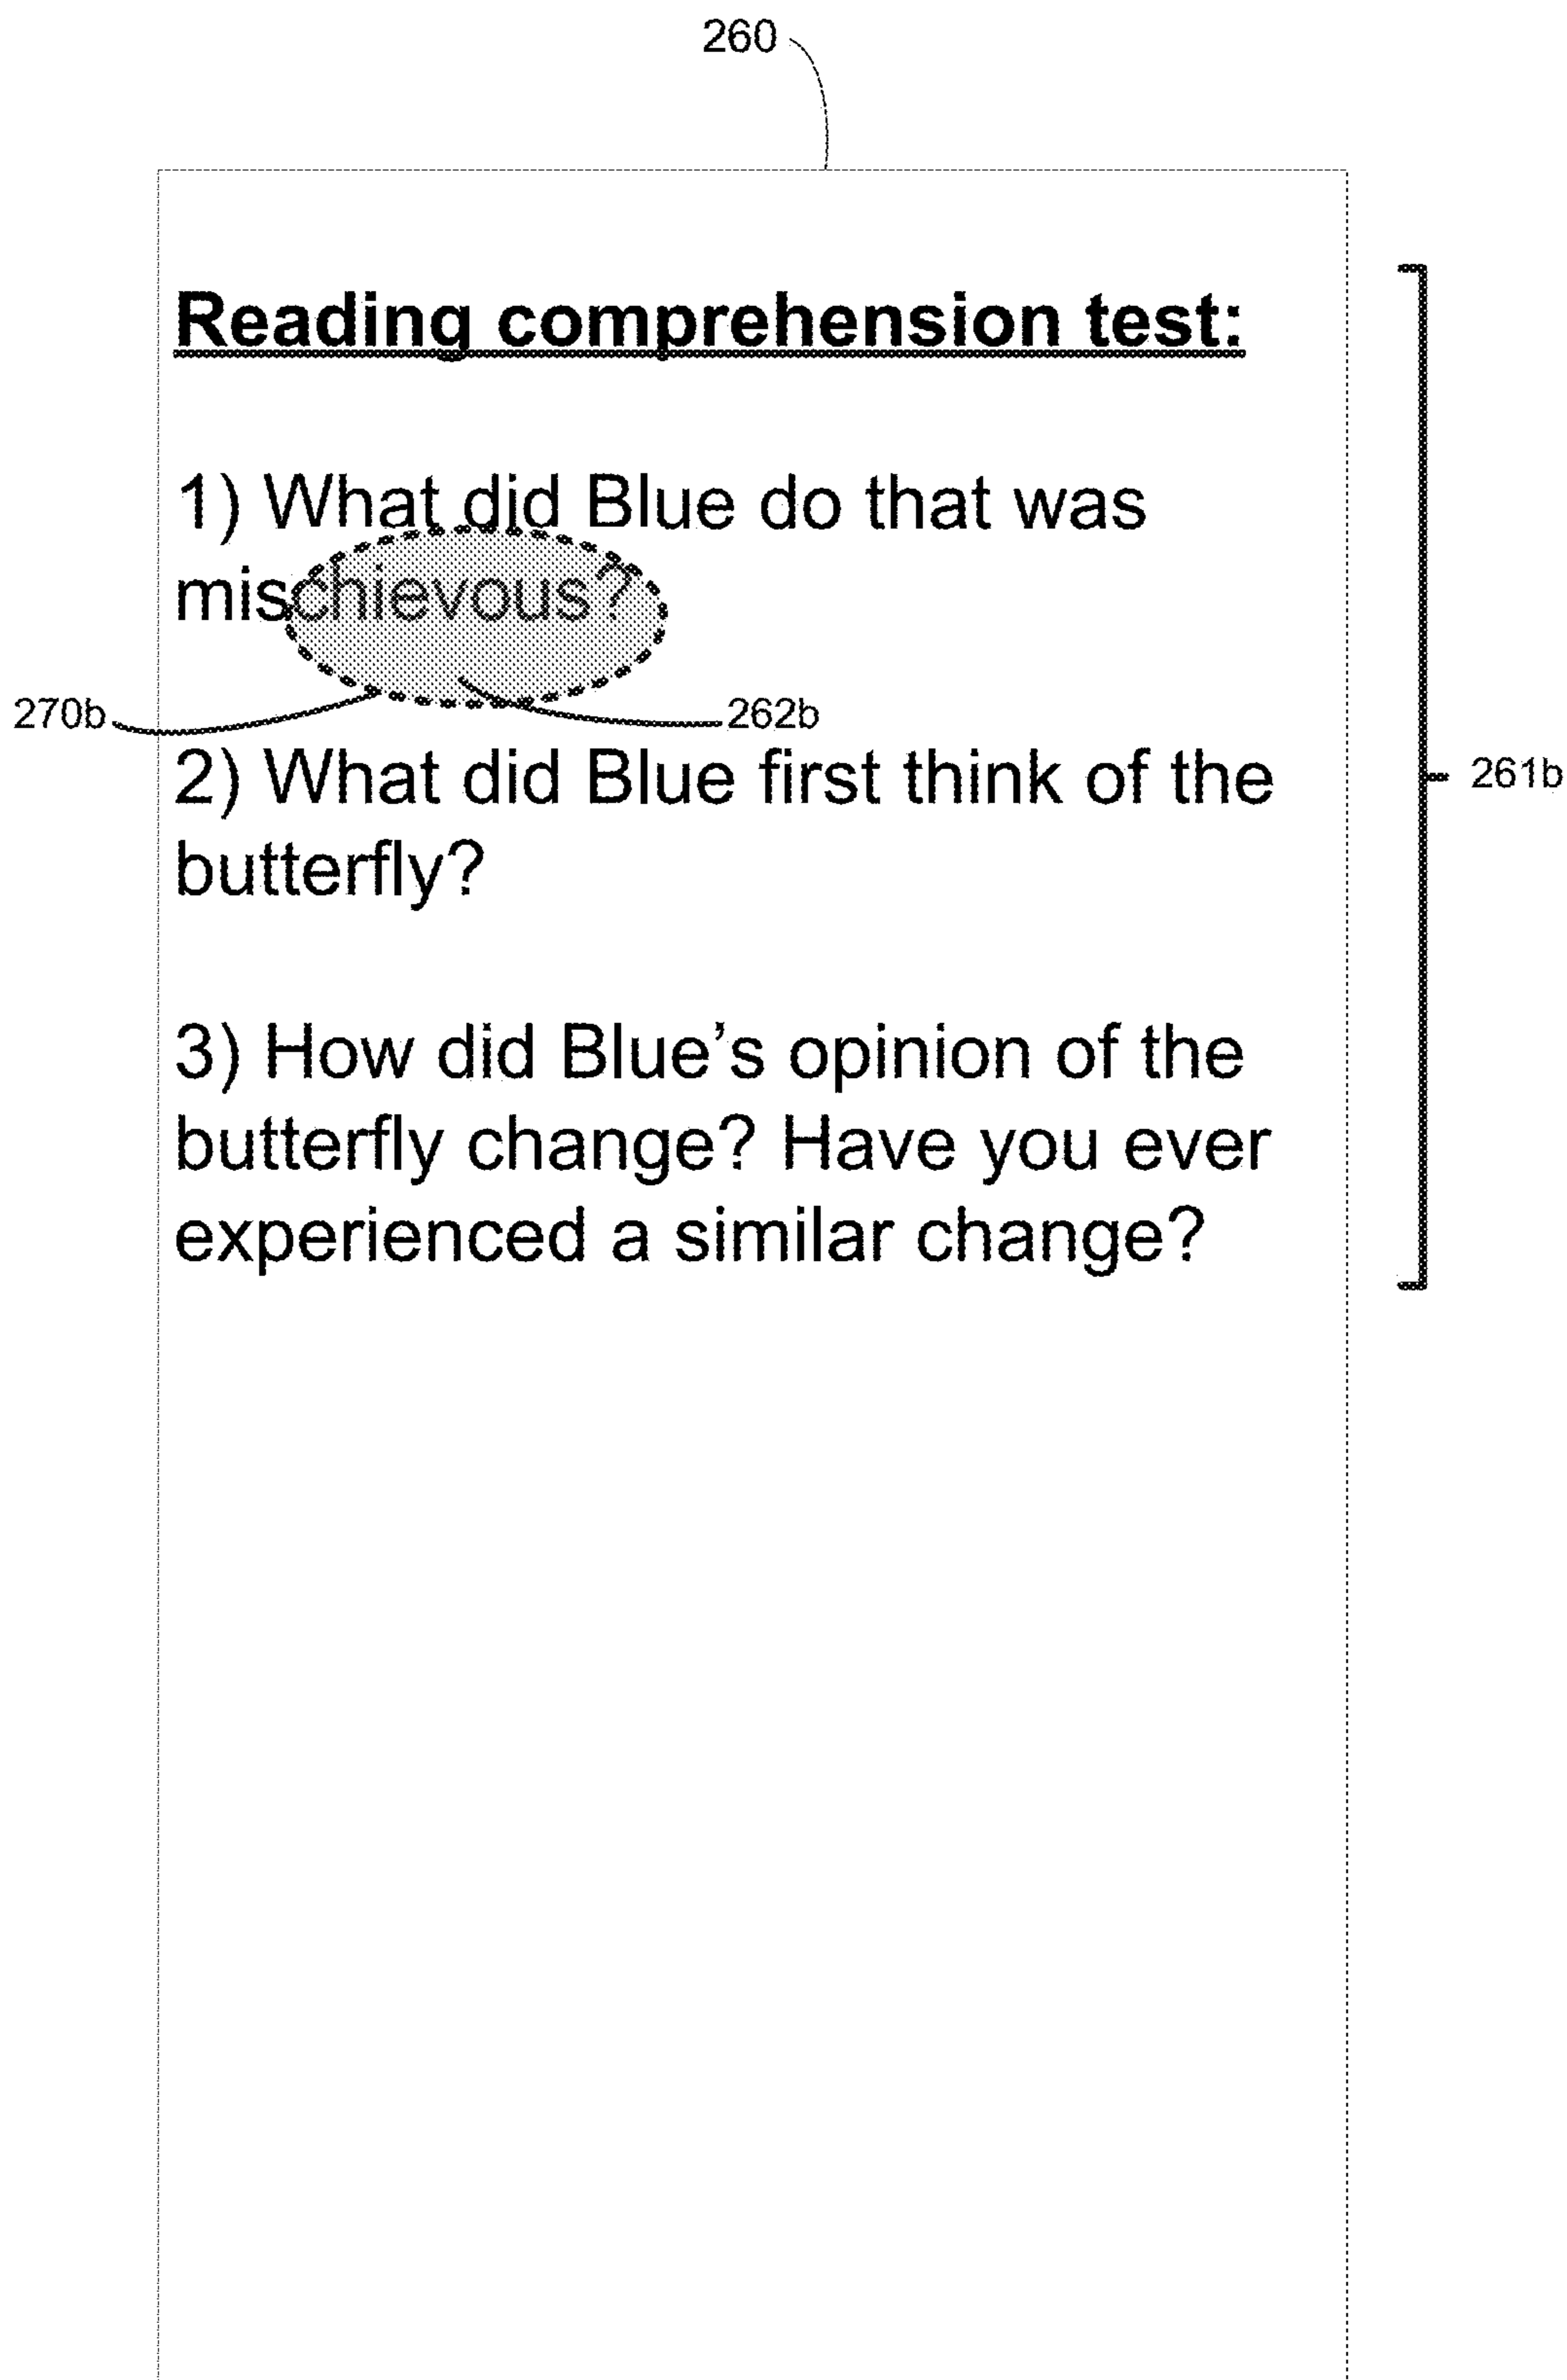 260
Reading comprehension test:
1) What did Blue do that was
mischievous?
270b
262b
2) What did Blue first think of the
butterfly?
261b
3) How did Blue’s opinion of the
butterfly change? Have you ever
experienced a similar change?